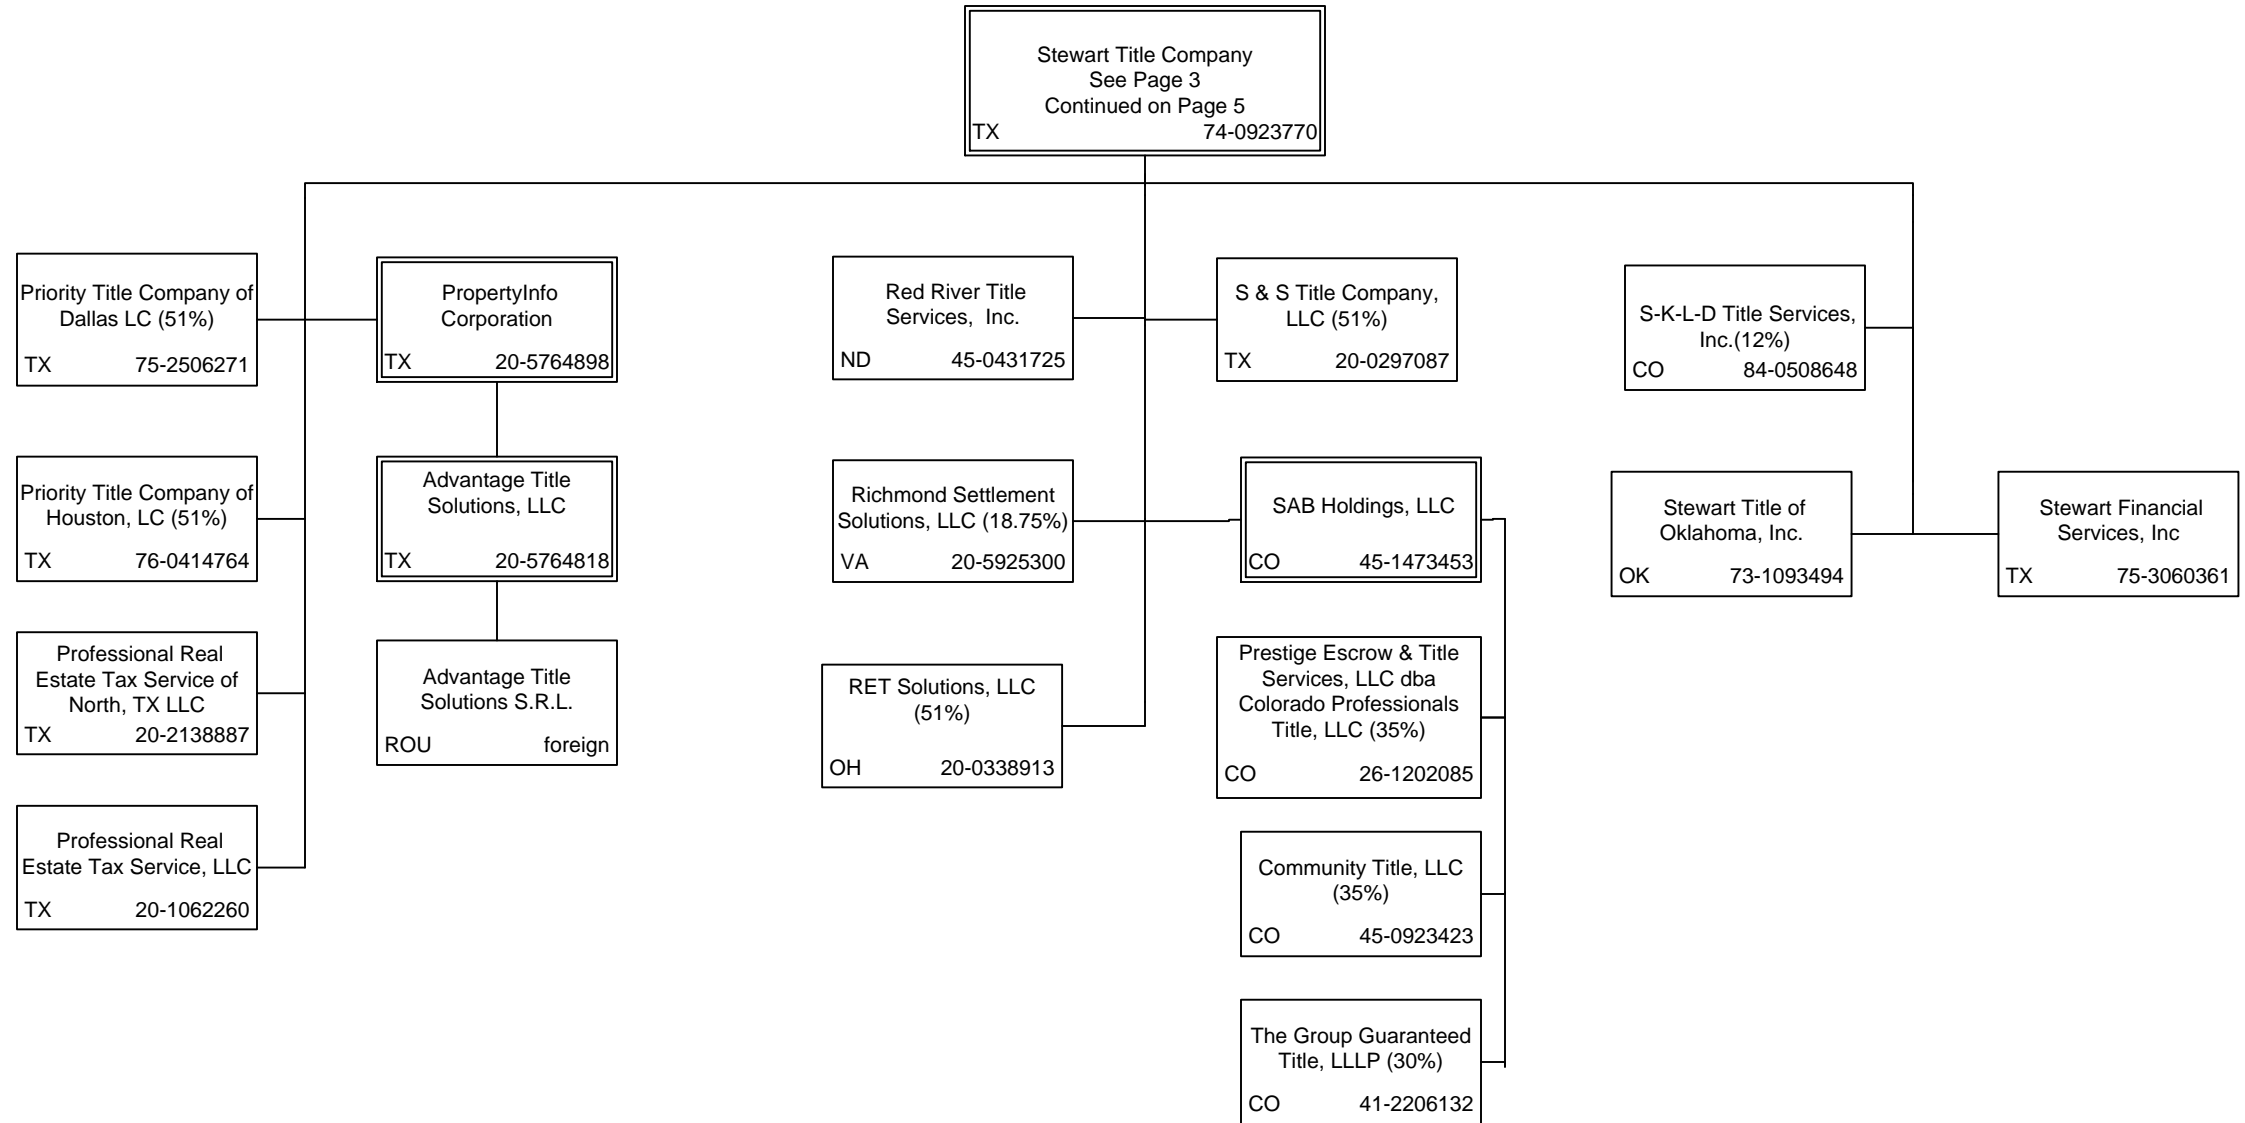 Stewart Title Company
See Page 3
Continued on Page 5
TX 74-0923770
Priority Title Company of
Dallas LC (51%)
TX 75-2506271
PropertyInfo
Corporation
TX 20-5764898
Red River Title
Services, Inc.
ND 45-0431725
S & S Title Company,
LLC (51%)
TX 20-0297087
S-K-L-D Title Services,
Inc.(12%)
CO 84-0508648
Priority Title Company of
Houston, LC (51%)
TX 76-0414764
Advantage Title
Solutions, LLC
TX 20-5764818
Richmond Settlement
Solutions, LLC (18.75%)
VA 20-5925300
SAB Holdings, LLC
CO 45-1473453
Stewart Title of
Oklahoma, Inc.
OK 73-1093494
Stewart Financial
Services, Inc
TX 75-3060361
Professional Real
Estate Tax Service of
North, TX LLC
TX 20-2138887
Advantage Title
Solutions S.R.L.
ROU foreign
RET Solutions, LLC
(51%)
OH 20-0338913
Prestige Escrow & Title
Services, LLC dba
Colorado Professionals
Title, LLC (35%)
CO 26-1202085
Professional Real
Estate Tax Service, LLC
TX 20-1062260
Community Title, LLC
(35%)
CO 45-0923423
The Group Guaranteed
Title, LLLP (30%)
CO 41-2206132